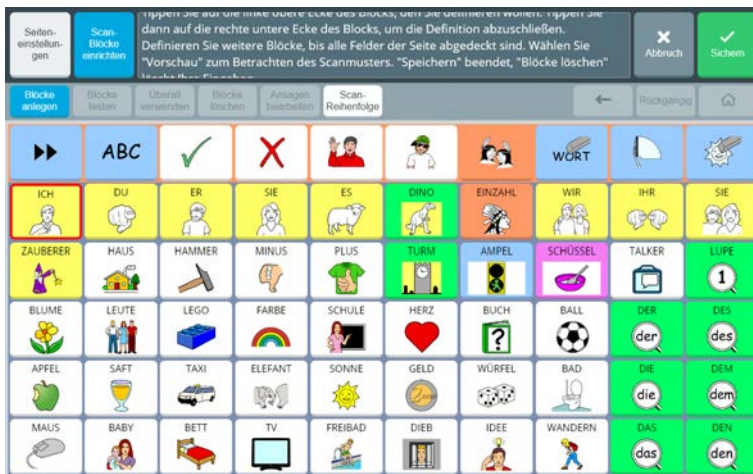 Seiten-
einstellun-
gen
Scan-
Blöcke
einrichten
Tippen Sie auf die linke obere Ecke des Blocks, den Sie definieren wollen. Tippen Sie
dann auf die rechte untere Ecke des Blocks, um die Definition abzuschließen.
Definieren Sie weitere Blöcke, bis alle Felder der Seite abgedeckt sind. Wählen Sie
"Vorschau" zum Betrachten des Scanmusters. "Speichern" beendet, "Blöcke löschen"
Abbruch
Sichern
Blöcke
anlegen
Blöcke
testen
Überall
verwenden
Blöcke
löschen
Ansagen
bearbeiten
Scan-
Reihenfolge
Rückgängig
ABC
WORT
ICH DU ER SIE ES DINO EINZAHL WIR IHR SIE
ZAUBERER HAUS HAMMER MINUS PLUS TURM AMPEL SCHÜSSEL TALKER LUPE
1
BLUME LEUTE LEGO FARBE SCHULE HERZ BUCH BALL DER DES
? der des
APFEL SAFT TAXI ELEFANT SONNE GELD WÜRFEL BAD DIE DEM
die dem
MAUS BABY BETT TV FREIBAD DIEB IDEE WANDERN DAS DEN
das den